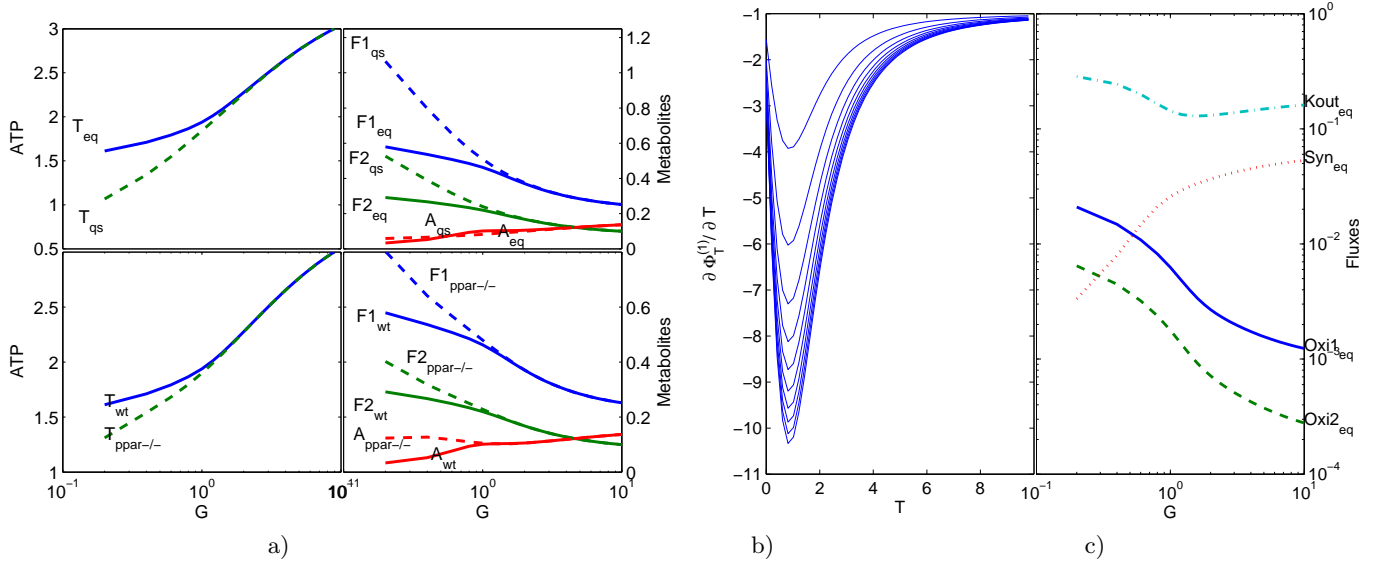 3
2.5
2
1.5
1
0.5
ATP
T_eq
T_qs
F1_qs
F1_eq
F2_qs
F2_eq
A_qs
A_eq
1.2
1
0.8
0.6
0.4
0.2
0
Metabolites
2.5
2
1.5
1
ATP
T_wt
T_ppar−/−
10^−1
10^0
G
F1_ppar−/−
F1_wt
F2_ppar−/−
F2_wt
A_ppar−/−
A_wt
0.6
0.4
0.2
0
Metabolites
10^0
10^1
G
a)
−1
−2
−3
−4
−5
−6
−7
−8
−9
−10
−11
∂ Φ_T^(1)/ ∂ T
0
2
4
6
8
T
b)
Kout_eq
Syn_eq
Oxi1_eq
Oxi2_eq
10^0
10^−1
10^−2
10^−3
10^−4
Fluxes
10^−1
10^0
10^1
G
c)